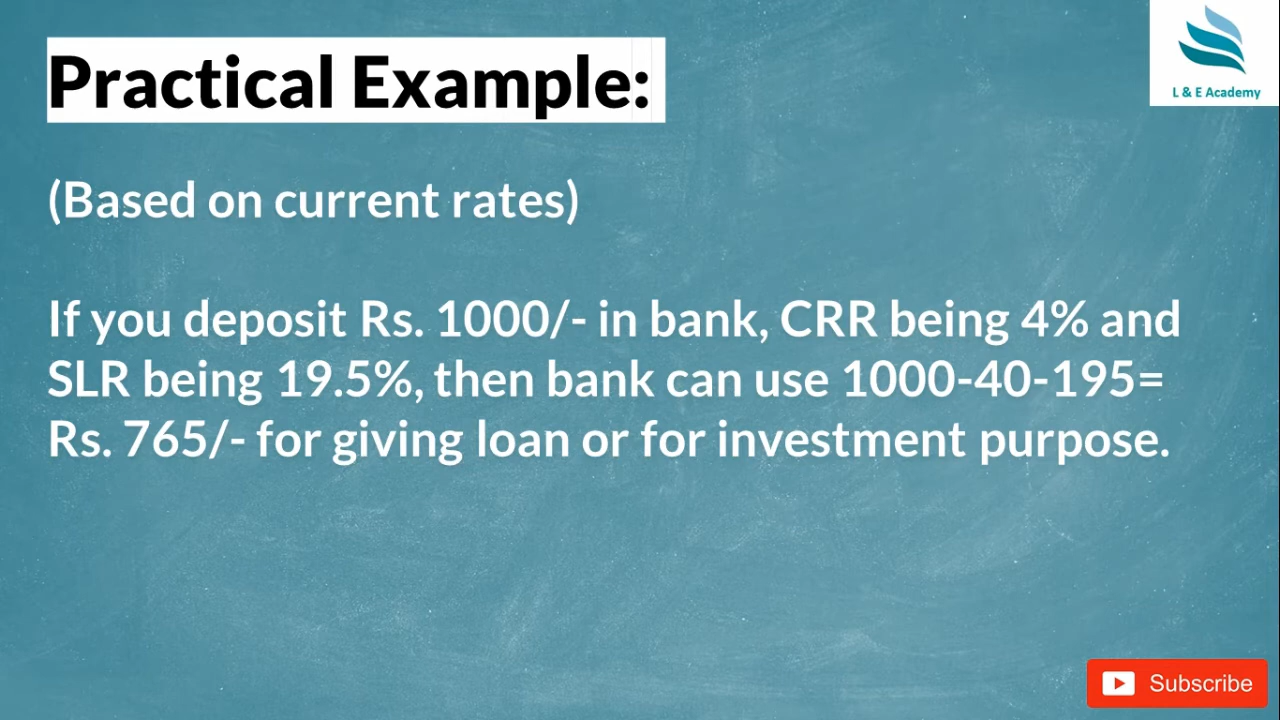 Practical Example:
L & E Academy
(Based on current rates)
If you deposit Rs. 1000/- in bank, CRR being 4% and
SLR being 19.5%, then bank can use 1000-40-195=
Rs. 765/- for giving loan or for investment purpose.
Subscribe